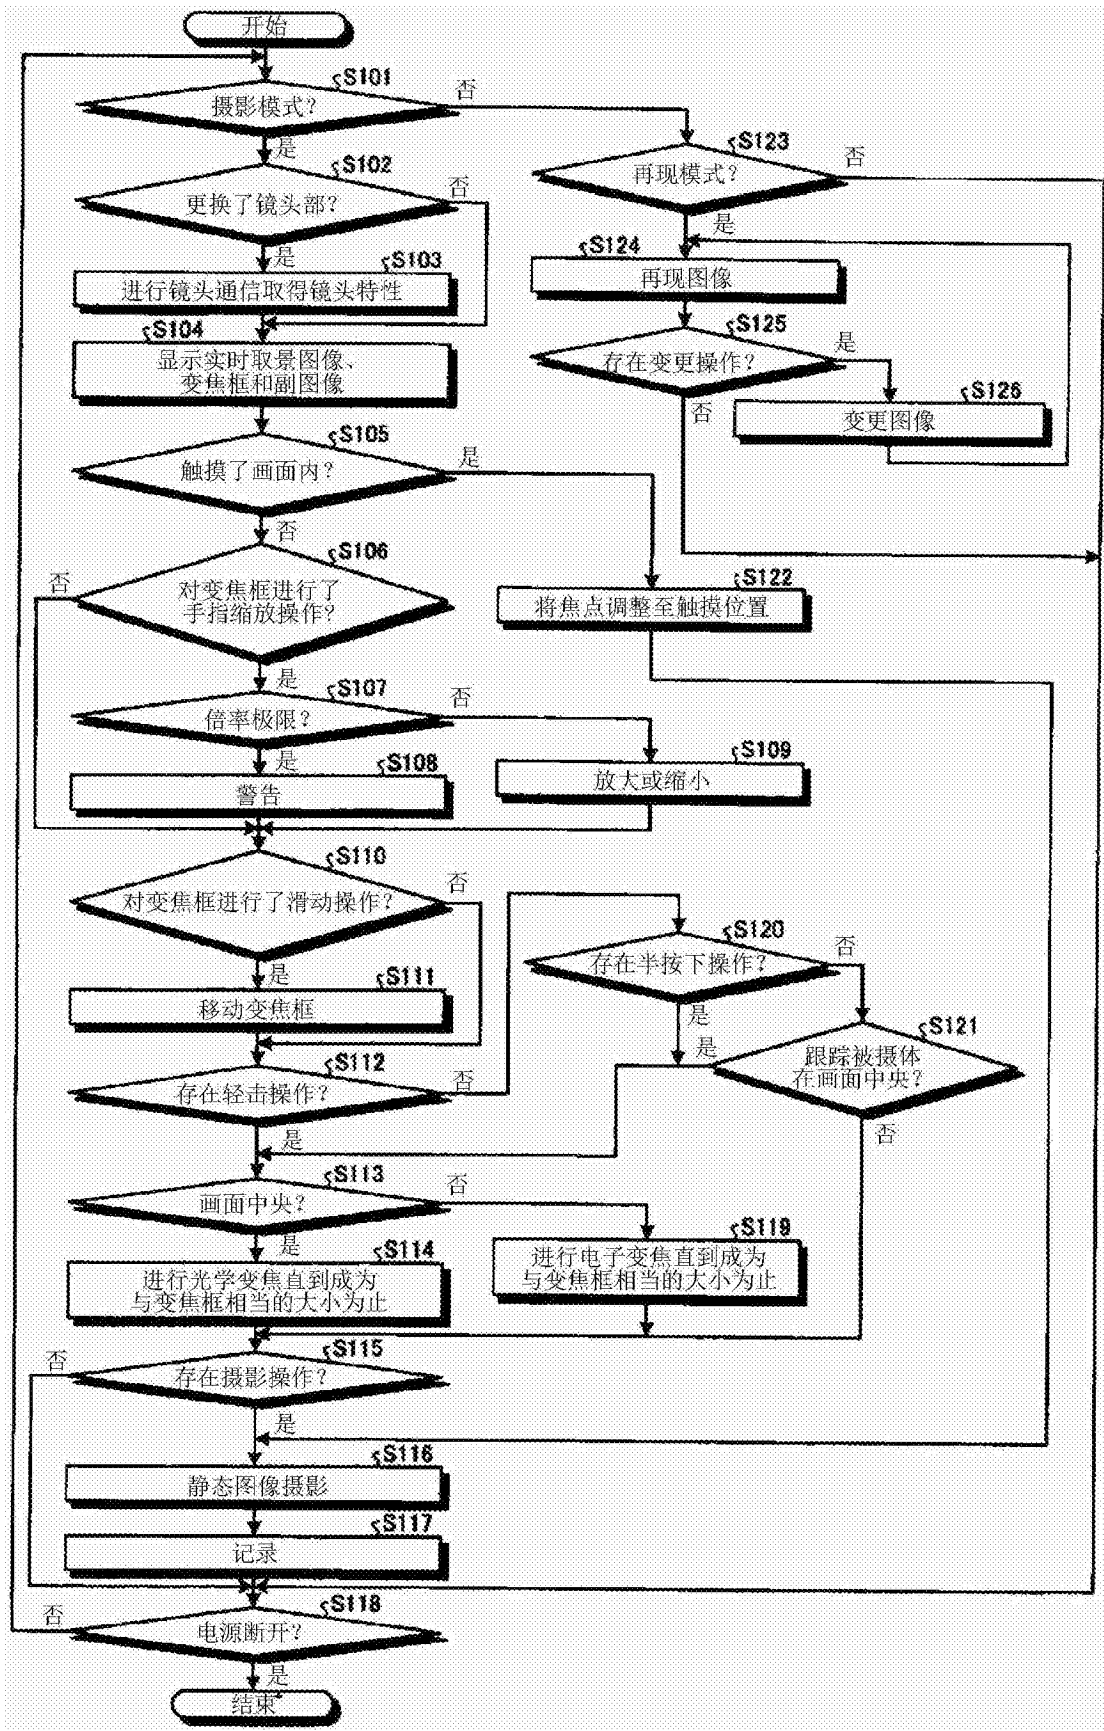 开始
S101
摄影模式?
否
是
S102
更换了镜头部?
否
是
S103
进行镜头通信取得镜头特性
S104
显示实时取景图像、
变焦框和副图像
S105
触摸了画面内?
是
否
S106
否
对变焦框进行了
手指缩放操作?
是
S107
倍率极限?
否
是
S108
警告
S109
放大或缩小
S110
对变焦框进行了滑动操作?
否
是
S111
移动变焦框
S112
存在轻击操作?
否
是
S113
画面中央?
否
是
S114
进行光学变焦直到成为
与变焦框相当的大小为止
S119
进行电子变焦直到成为
与变焦框相当的大小为止
S115
否
存在摄影操作?
是
S116
静态图像摄影
S117
记录
S118
否
电源断开?
是
结束
S120
存在半按下操作?
否
是
S121
是
跟踪被摄体
在画面中央?
否
S122
将焦点调整至触摸位置
S123
再现模式?
否
是
S124
再现图像
S125
存在变更操作?
是
否
S126
变更图像